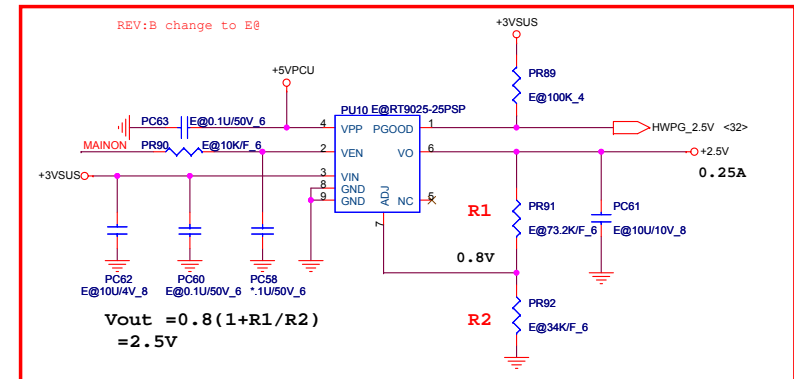 REV:B change to E@
+3VSUS
+5VPCU
PR89
E@100K_4
PU10 E@RT9025-25PSP
PC63 E@0.1U/50V_6
4 VPP PGOOD 1
HWPG_2.5V <32>
MAINON PR90 E@10K/F_6
2 VEN VO 6
+2.5V
0.25A
+3VSUS
3 VIN
8 GND
9 GND ADJ NC 5
7
R1
PR91
E@73.2K/F_6
PC61
E@10U/10V_8
0.8V
PC62
E@10U/4V_8
PC60
E@0.1U/50V_6
PC58
*.1U/50V_6
R2
PR92
E@34K/F_6
Vout =0.8(1+R1/R2)
=2.5V